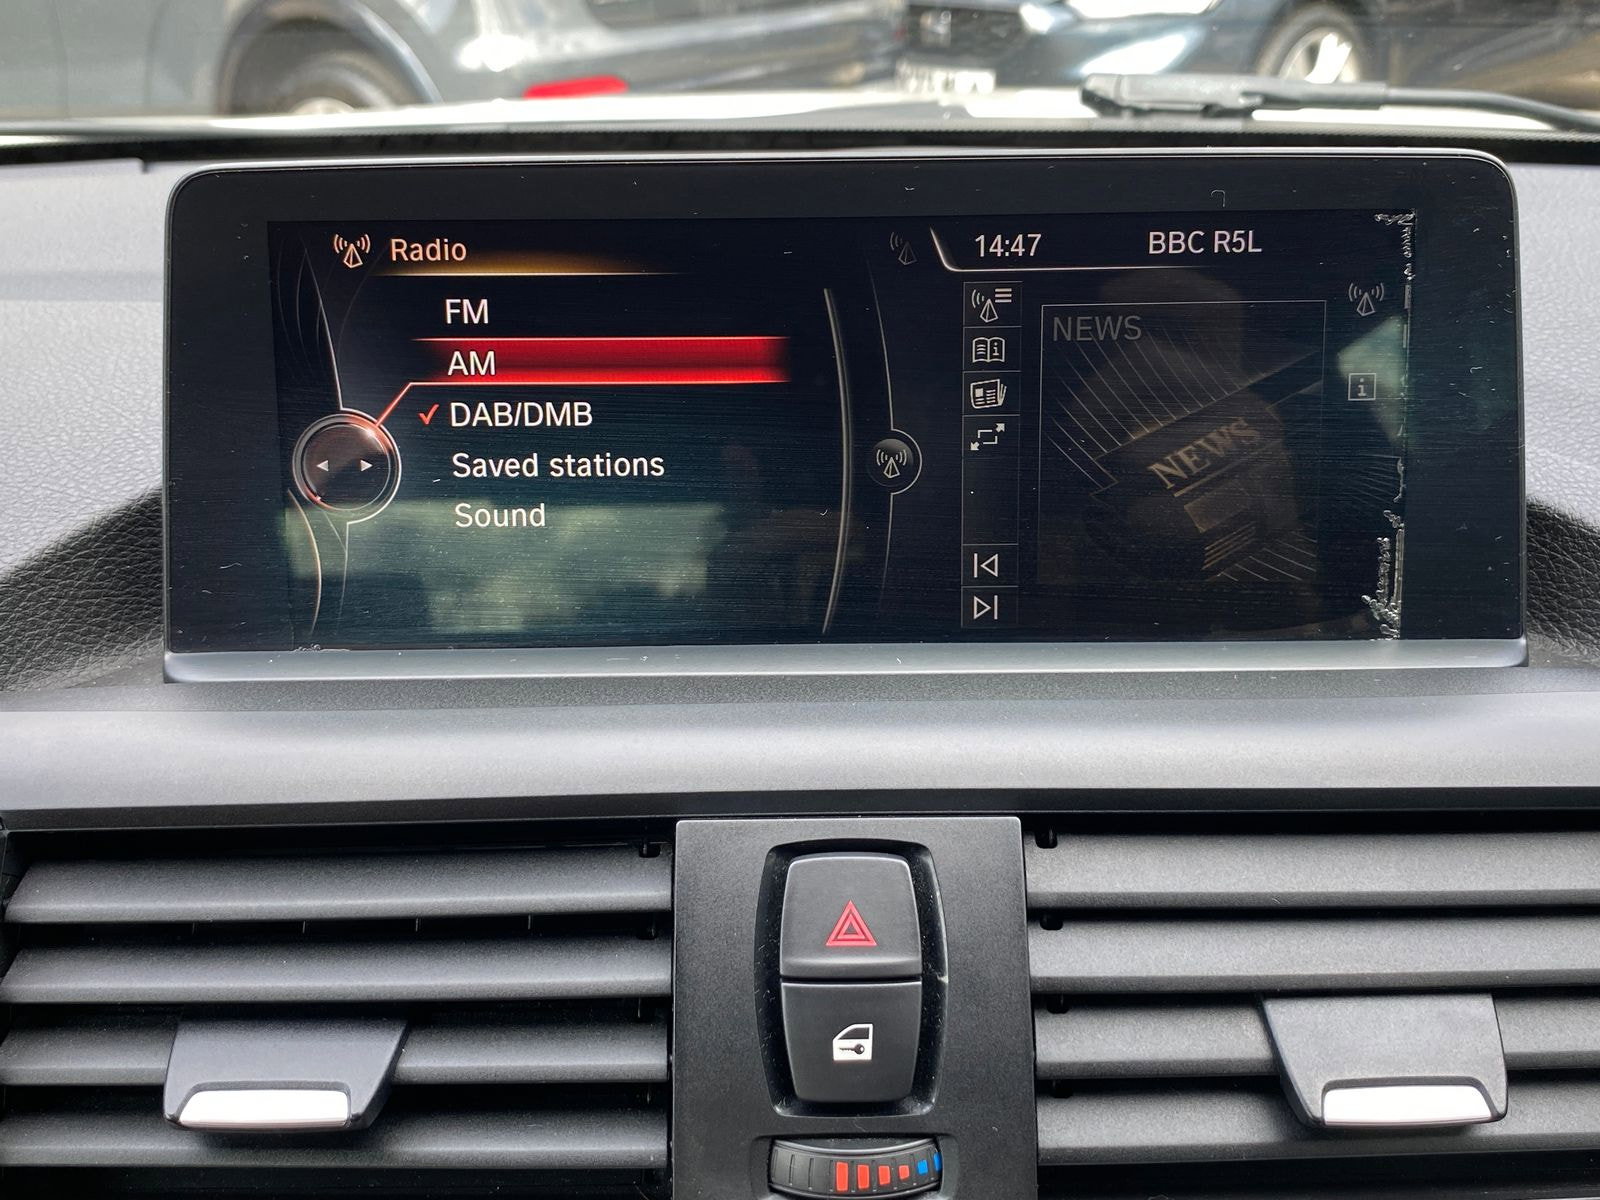 Radio
FM
AM
DAB/DMB
Saved stations
Sound
14:47
BBC R5L
NEWS
NEWS